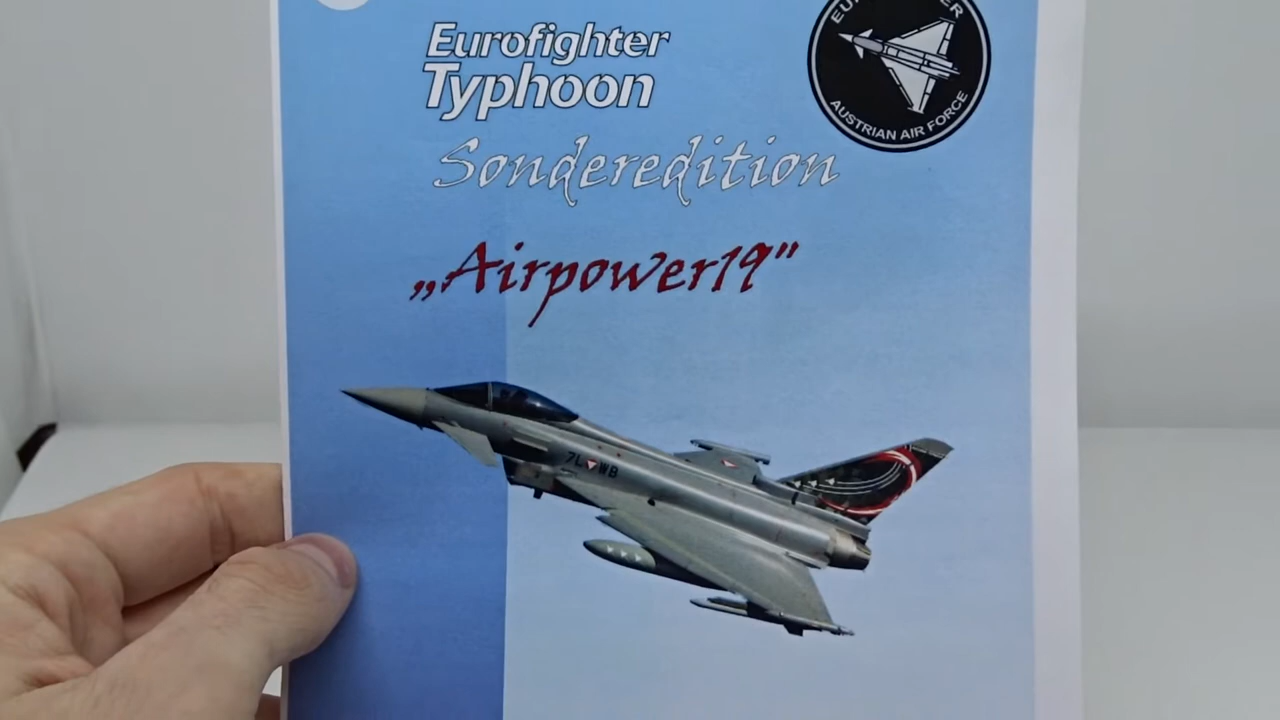 Eurofighter
Typhoon
Sonderedition
„Airpower19"
AUSTRIAN AIR FORCE
7L WB